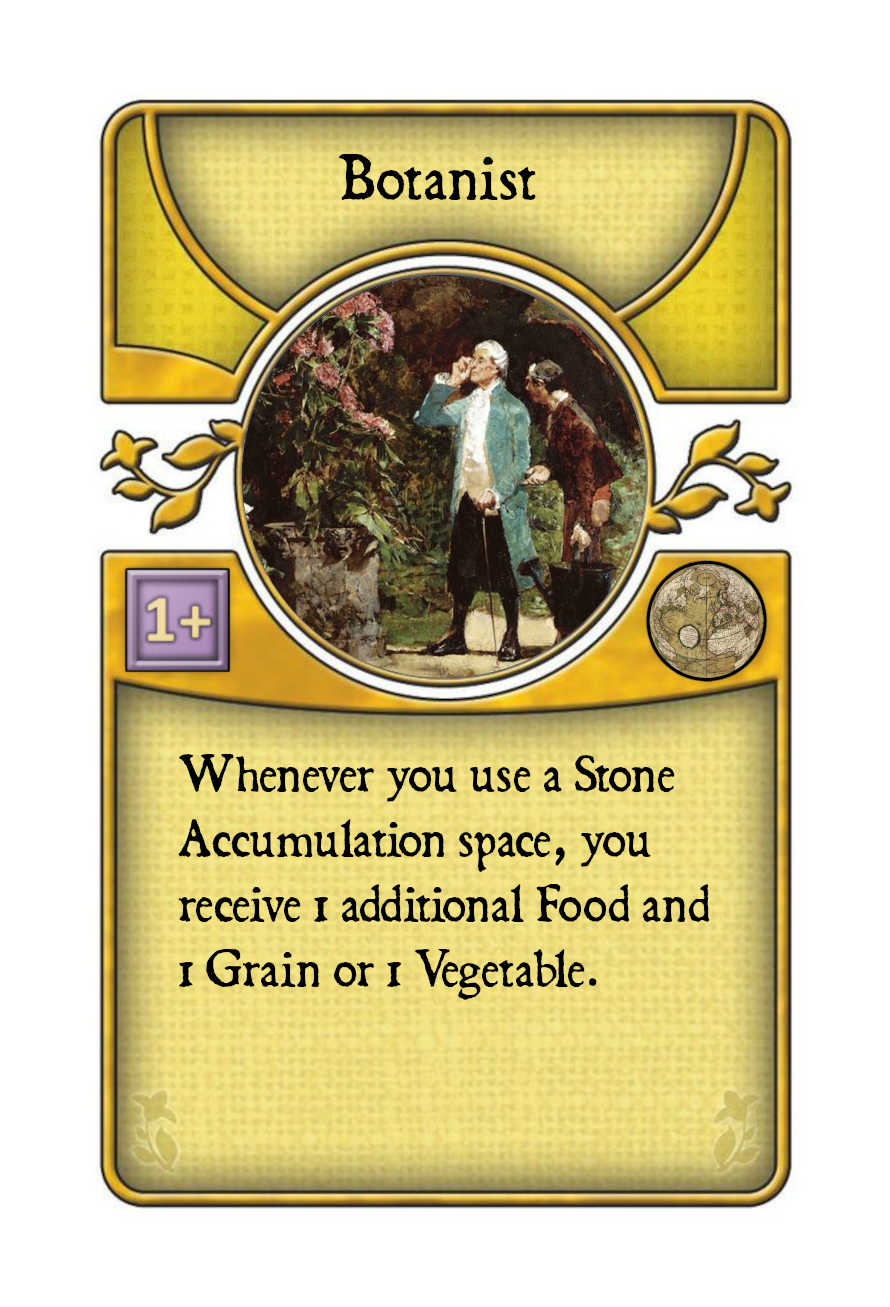 Botanist
1+
Whenever you use a Stone
Accumulation space, you
receive 1 additional Food and
1 Grain or 1 Vegetable.